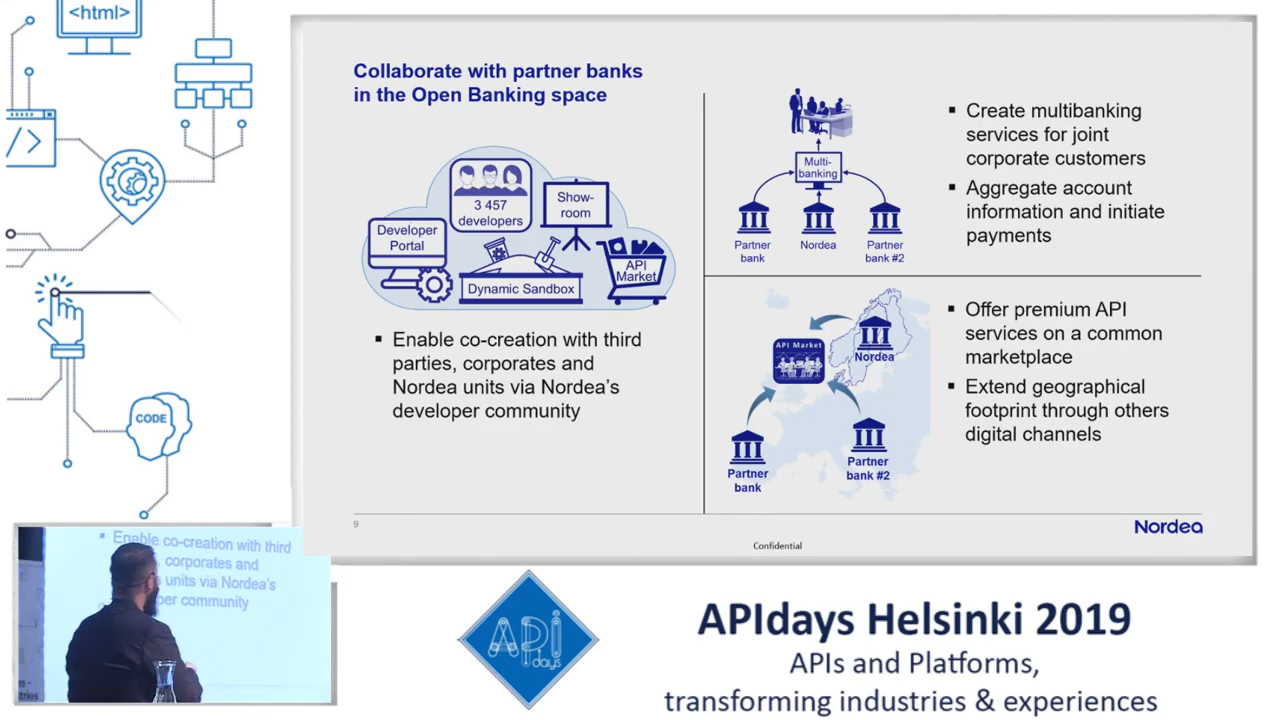 <html>
</>
CODE
Collaborate with partner banks
in the Open Banking space
3 457
developers
Show-
room
Developer
Portal
API
Market
Dynamic Sandbox
▪ Enable co-creation with third
parties, corporates and
Nordea units via Nordea's
developer community
Multi-
banking
Partner
bank
Nordea
Partner
bank #2
▪ Create multibanking
services for joint
corporate customers
▪ Aggregate account
information and initiate
payments
API Market
Nordea
Partner
bank
Partner
bank #2
▪ Offer premium API
services on a common
marketplace
▪ Extend geographical
footprint through others
digital channels
9
Nordea
Confidential
▪ Enable co-creation with third
corporates and
units via Nordea's
community
API
days
APIdays Helsinki 2019
APIs and Platforms,
transforming industries & experiences